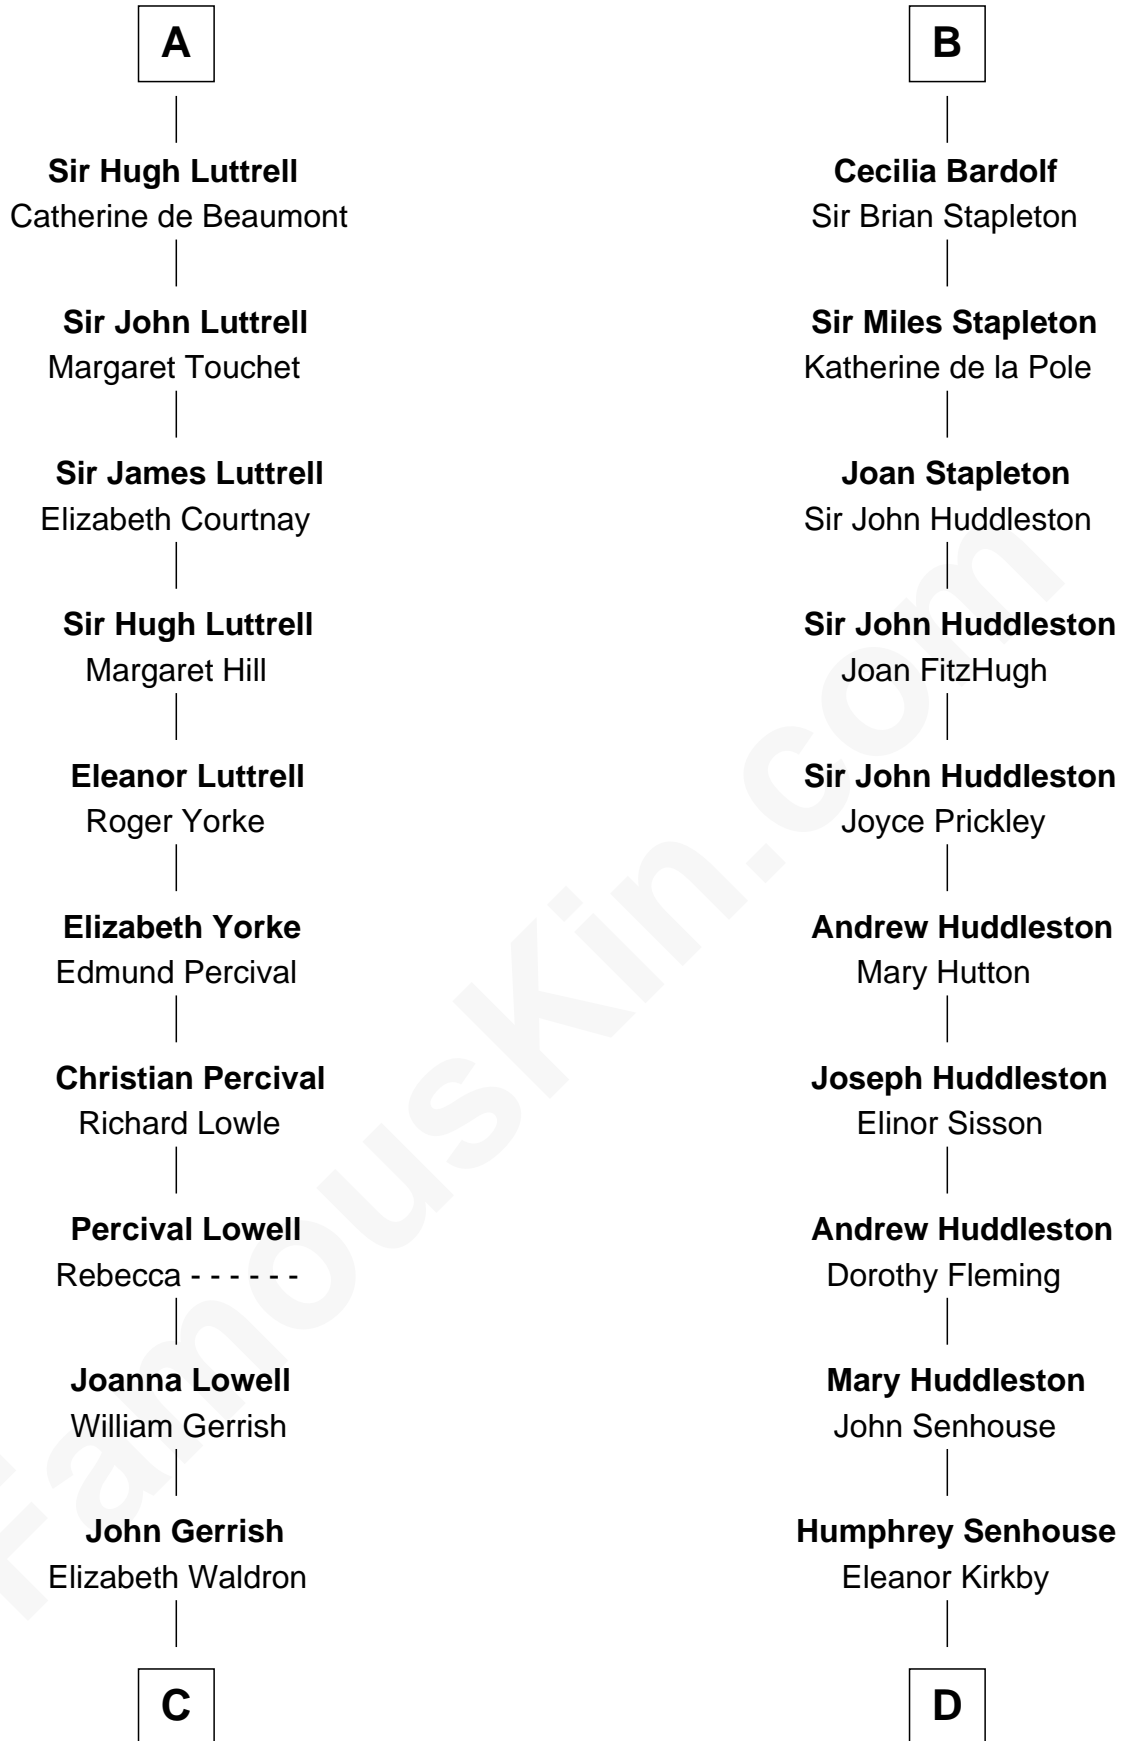 A
Sir Hugh Luttrell
Catherine de Beaumont
Sir John Luttrell
Margaret Touchet
Sir James Luttrell
Elizabeth Courtnay
Sir Hugh Luttrell
Margaret Hill
Eleanor Luttrell
Roger Yorke
Elizabeth Yorke
Edmund Percival
Christian Percival
Richard Lowle
Percival Lowell
Rebecca - - - - - -
Joanna Lowell
William Gerrish
John Gerrish
Elizabeth Waldron
C
B
Cecilia Bardolf
Sir Brian Stapleton
Sir Miles Stapleton
Katherine de la Pole
Joan Stapleton
Sir John Huddleston
Sir John Huddleston
Joan FitzHugh
Sir John Huddleston
Joyce Prickley
Andrew Huddleston
Mary Hutton
Joseph Huddleston
Elinor Sisson
Andrew Huddleston
Dorothy Fleming
Mary Huddleston
John Senhouse
Humphrey Senhouse
Eleanor Kirkby
D
FamousKin.com